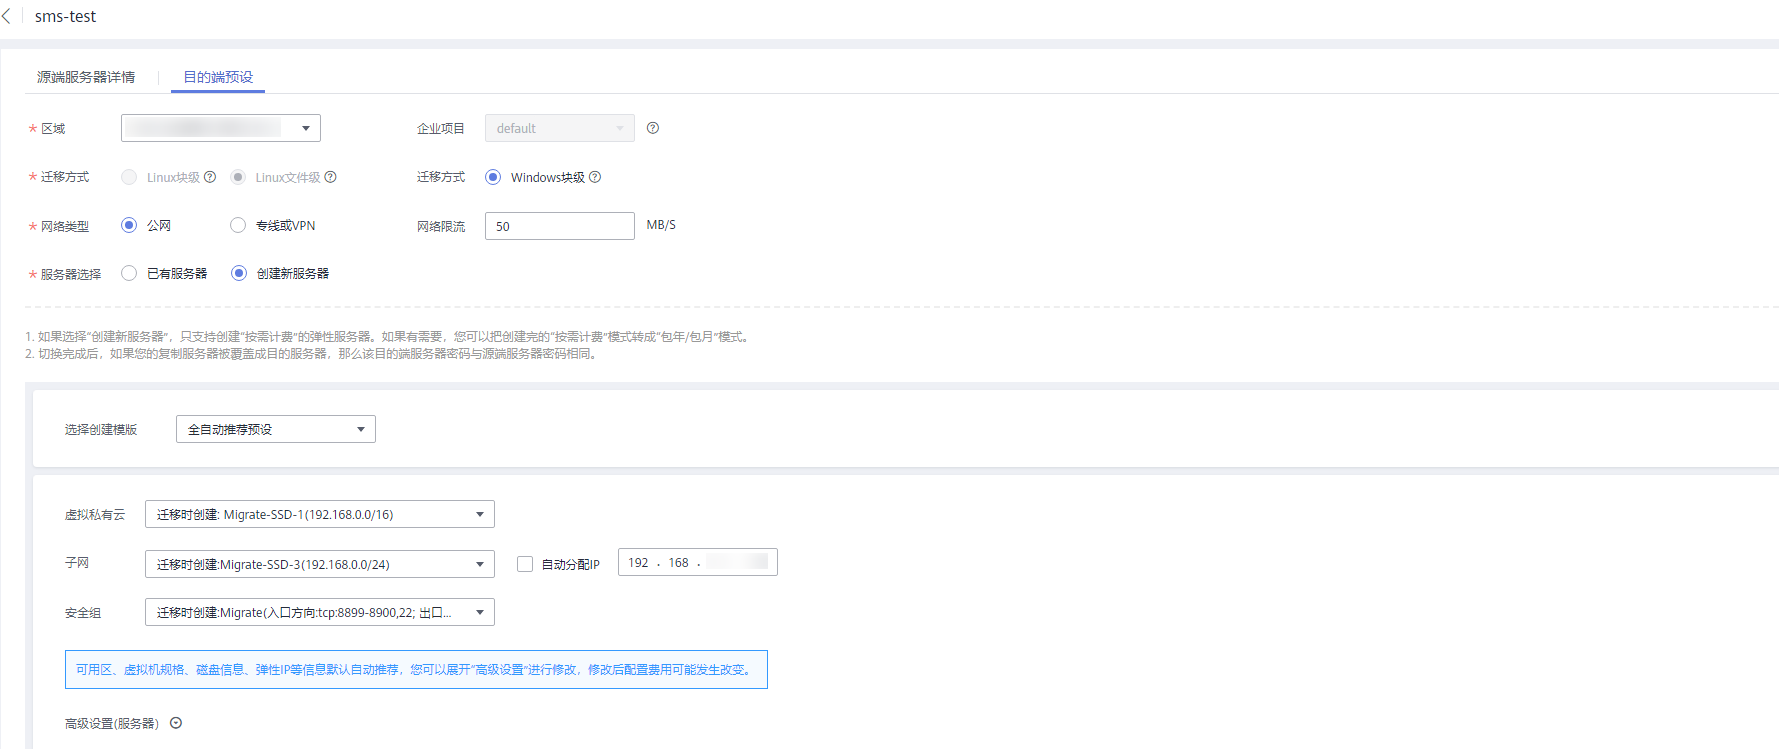 sms-test
源端服务器详情 目的端预设
* 区域 企业项目 default
* 迁移方式 Linux块级 Linux文件级 迁移方式 Windows块级
* 网络类型 公网 专线或VPN 网络限流 50 MB/S
* 服务器选择 已有服务器 创建新服务器
1. 如果选择“创建新服务器”，只支持创建“按需计费”的弹性服务器。如果有需要，您可以把创建完的“按需计费”模式转成“包年/包月”模式。
2. 切换完成后，如果您的复制服务器被覆盖成目的服务器，那么该目的端服务器密码与源端服务器密码相同。
选择创建模版 全自动推荐预设
虚拟私有云 迁移时创建: Migrate-SSD-1(192.168.0.0/16)
子网 迁移时创建:Migrate-SSD-3(192.168.0.0/24) 自动分配IP 192 . 168 .
安全组 迁移时创建:Migrate(入口方向:tcp:8899-8900,22; 出口...
可用区、虚拟机规格、磁盘信息、弹性IP等信息默认自动推荐，您可以展开“高级设置”进行修改，修改后配置费用可能发生改变。
高级设置(服务器)